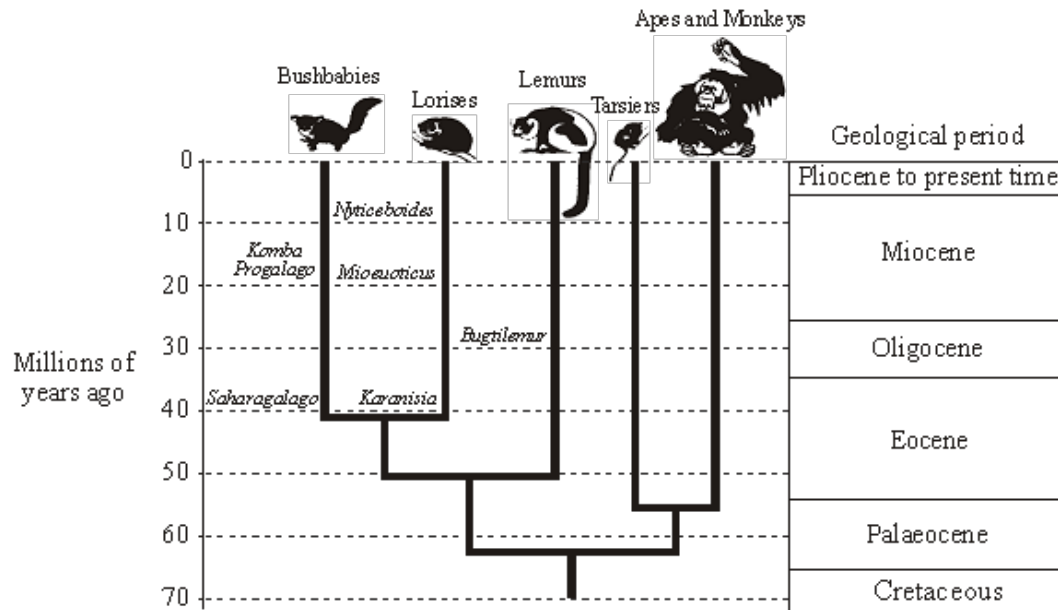 Apes and Monkeys
Bushbabies
Lorises
Lemurs
Tarsiers
Geological period
0
Pliocene to present time
Nyticeboides
10
Komba
Progalago
Mioeuoticus
Miocene
20
Bugtilemur
30
Oligocene
Millions of
years ago
Saharagalago
Karanisia
40
Eocene
50
60
Palaeocene
70
Cretaceous